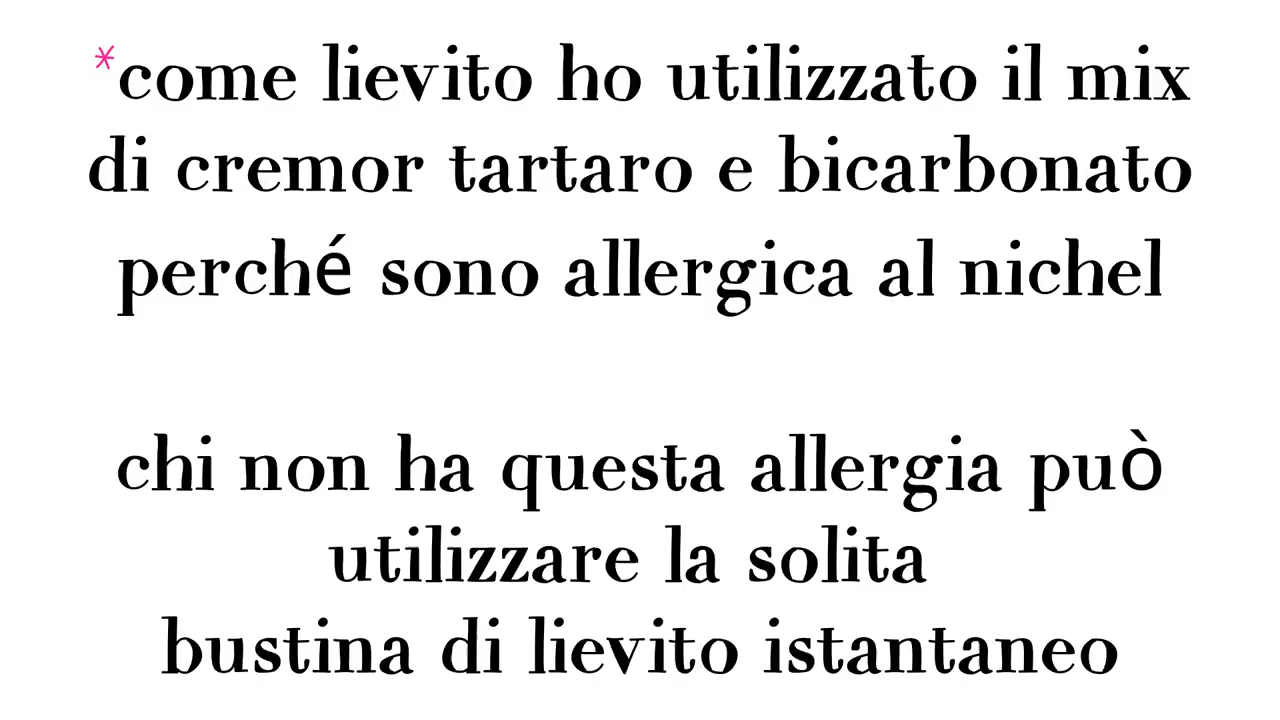 *come lievito ho utilizzato il mix
di cremor tartaro e bicarbonato
perché sono allergica al nichel
chi non ha questa allergia può
utilizzare la solita
bustina di lievito istantaneo